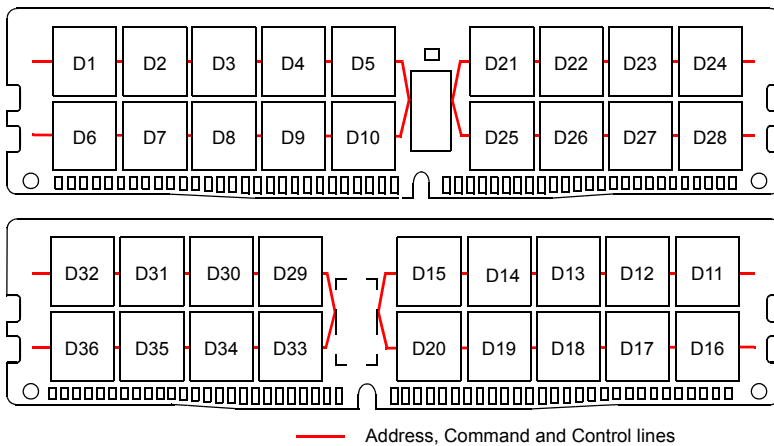 D1 D2 D3 D4 D5 D21 D22 D23 D24
D6 D7 D8 D9 D10 D25 D26 D27 D28
D32 D31 D30 D29 D15 D14 D13 D12 D11
D36 D35 D34 D33 D20 D19 D18 D17 D16
Address, Command and Control lines